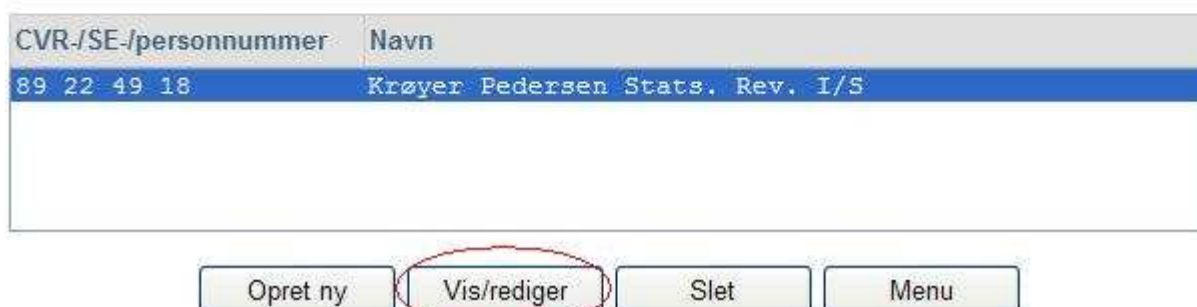 CVR-/SE-/personnummer Navn
89 22 49 18 Krøyer Pedersen Stats. Rev. I/S
Opret ny Vis/rediger Slet Menu